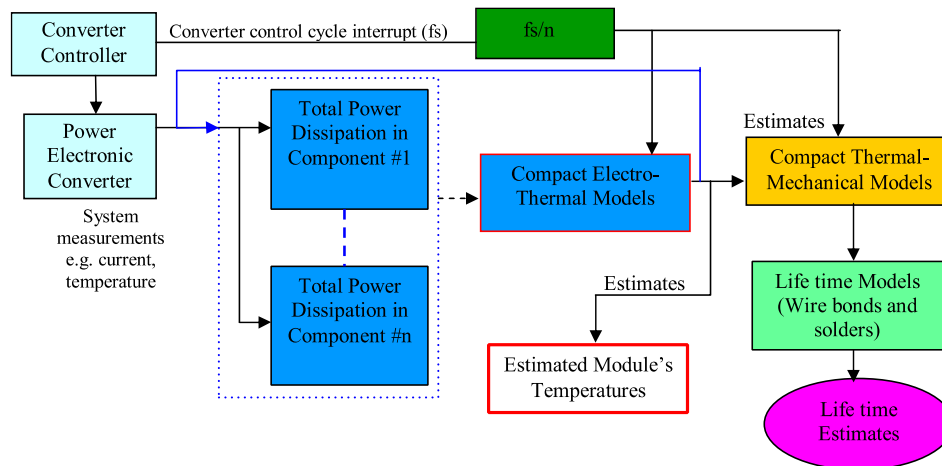 Converter
Controller
Converter control cycle interrupt (fs)
fs/n
Power
Electronic
Converter
System
measurements
e.g. current,
temperature
Total Power
Dissipation in
Component #1
Total Power
Dissipation in
Component #n
Compact Electro-
Thermal Models
Estimates
Compact Thermal-
Mechanical Models
Estimates
Estimated Module's
Temperatures
Life time Models
(Wire bonds and
solders)
Life time
Estimates